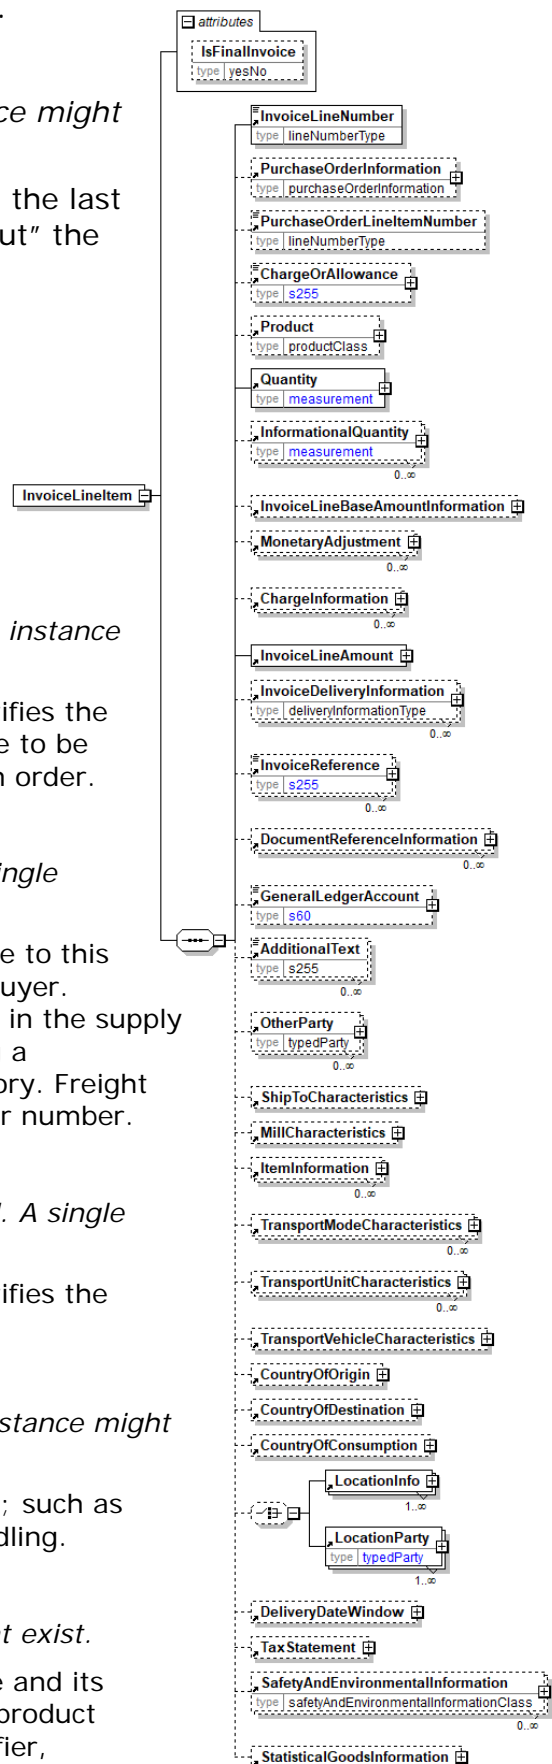 .
attributes
IsFinalInvoice
type yesNo
ce might
the last
ut" the
InvoiceLineNumber
type lineNumberType
PurchaseOrderInformation
type purchaseOrderInformation
PurchaseOrderLineItemNumber
type lineNumberType
ChargeOrAllowance
type s255
Product
type productClass
Quantity
type measurement
InformationalQuantity
type measurement
0..∞
InvoiceLineItem
InvoiceLineBaseAmountInformation
MonetaryAdjustment
0..∞
ChargeInformation
0..∞
instance
InvoiceLineAmount
InvoiceDeliveryInformation
type deliveryInformationType
0..∞
ifies the
e to be
n order.
InvoiceReference
type s255
0..∞
DocumentReferenceInformation
0..∞
ingle
GeneralLedgerAccount
type s60
AdditionalText
type s255
0..∞
e to this
uyer.
in the supply
a
ory. Freight
r number.
OtherParty
type typedParty
0..∞
ShipToCharacteristics
MillCharacteristics
ItemInformation
0..∞
. A single
TransportModeCharacteristics
0..∞
ifies the
TransportUnitCharacteristics
0..∞
TransportVehicleCharacteristics
CountryOfOrigin
CountryOfDestination
stance might
CountryOfConsumption
LocationInfo
1..∞
; such as
dling.
LocationParty
type typedParty
1..∞
DeliveryDateWindow
t exist.
TaxStatement
e and its
product
fier,
SafetyAndEnvironmentalInformation
type safetyAndEnvironmentalInformationClass
0..∞
StatisticalGoodsInformation